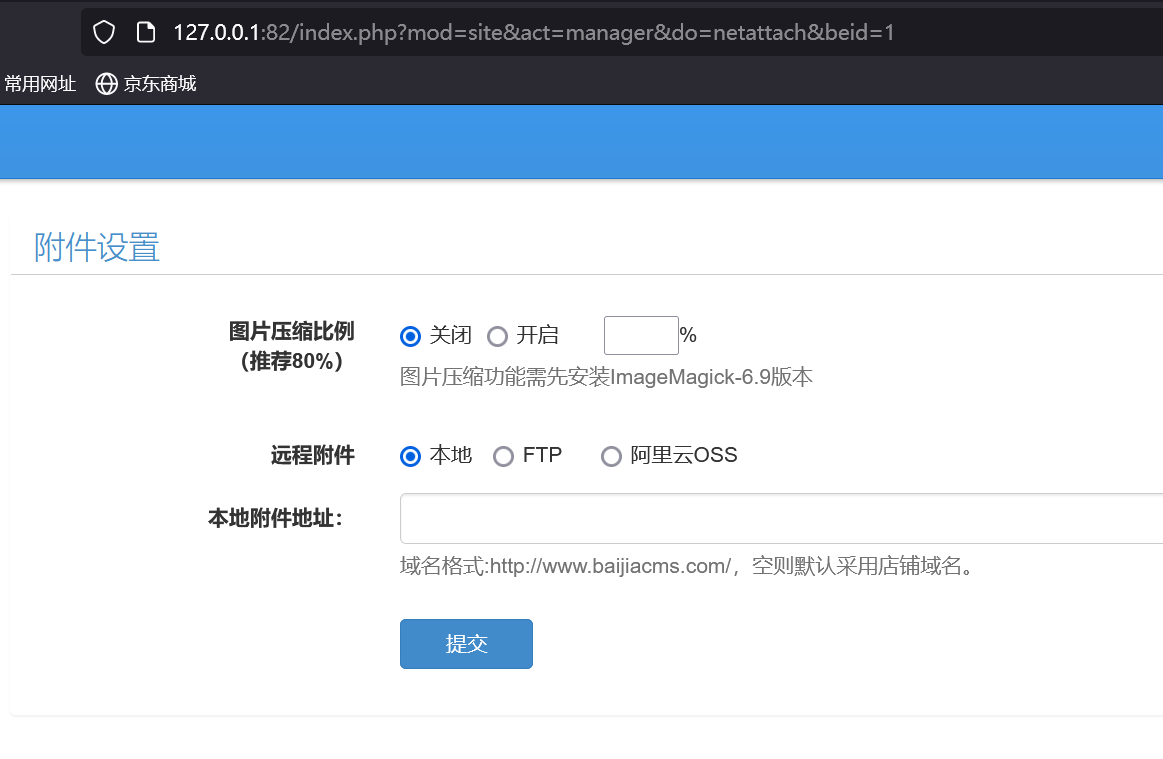 127.0.0.1:82/index.php?mod=site&act=manager&do=netattach&beid=1
常用网址 京东商城
附件设置
图片压缩比例
（推荐80%）
关闭 开启 %
图片压缩功能需先安装ImageMagick-6.9版本
远程附件 本地 FTP 阿里云OSS
本地附件地址：
域名格式:http://www.baijiacms.com/，空则默认采用店铺域名。
提交